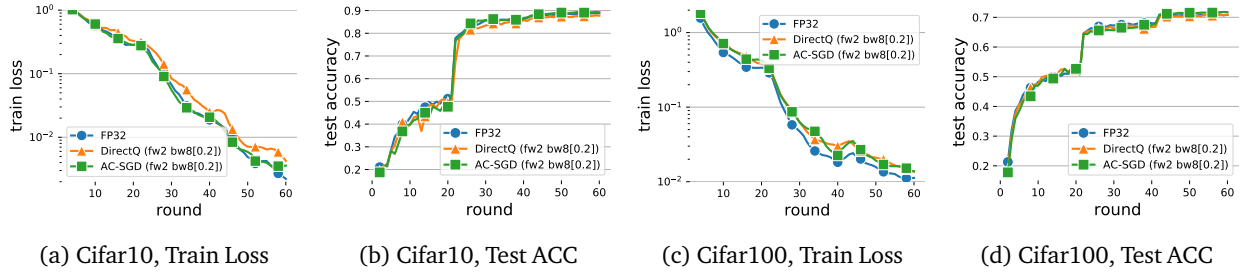 10⁰
10⁻¹
10⁻²
train loss
FP32
DirectQ (fw2 bw8[0.2])
AC-SGD (fw2 bw8[0.2])
10 20 30 40 50 60
round
(a) Cifar10, Train Loss
0.9
0.8
0.7
0.6
0.5
0.4
0.3
0.2
test accuracy
FP32
DirectQ (fw2 bw8[0.2])
AC-SGD (fw2 bw8[0.2])
0 10 20 30 40 50 60
round
(b) Cifar10, Test ACC
10⁰
10⁻¹
10⁻²
train loss
FP32
DirectQ (fw2 bw8[0.2])
AC-SGD (fw2 bw8[0.2])
10 20 30 40 50 60
round
(c) Cifar100, Train Loss
0.7
0.6
0.5
0.4
0.3
0.2
test accuracy
FP32
DirectQ (fw2 bw8[0.2])
AC-SGD (fw2 bw8[0.2])
0 10 20 30 40 50 60
round
(d) Cifar100, Test ACC